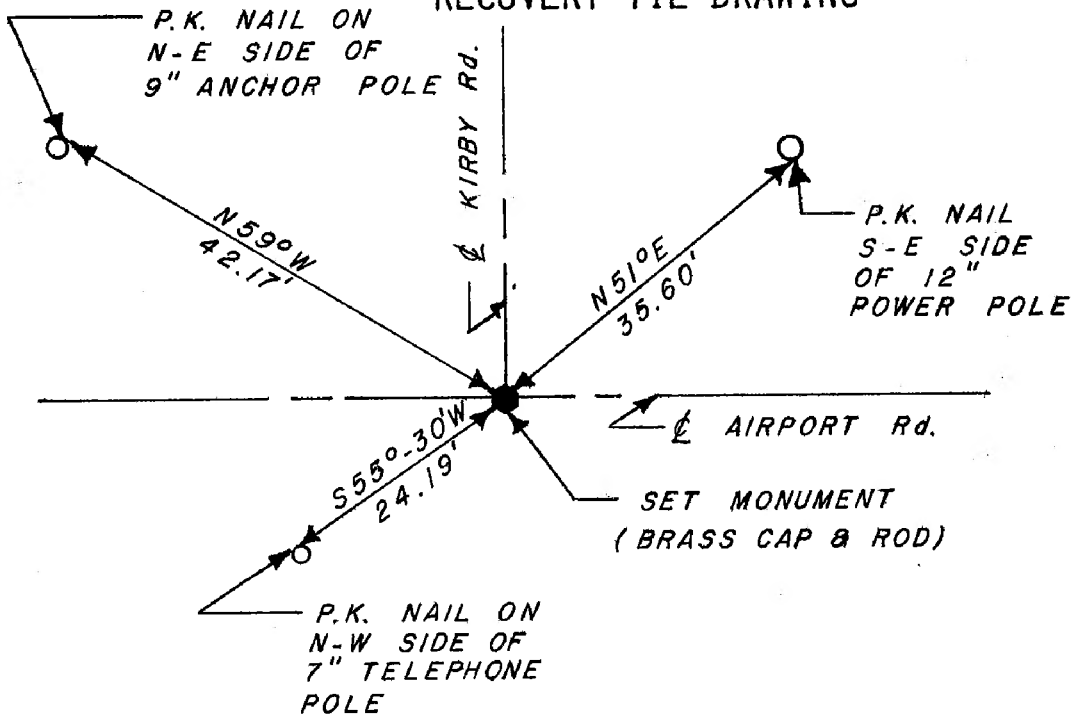 RECOVERY TIE DRAWING
P.K. NAIL ON
N-E SIDE OF
9" ANCHOR POLE
℄ KIRBY Rd.
N59°W
42.17'
N51°E
35.60'
P.K. NAIL
S-E SIDE
OF 12"
POWER POLE
℄ AIRPORT Rd.
S55°-30'W
24.19'
SET MONUMENT
(BRASS CAP & ROD)
P.K. NAIL ON
N-W SIDE OF
7" TELEPHONE
POLE